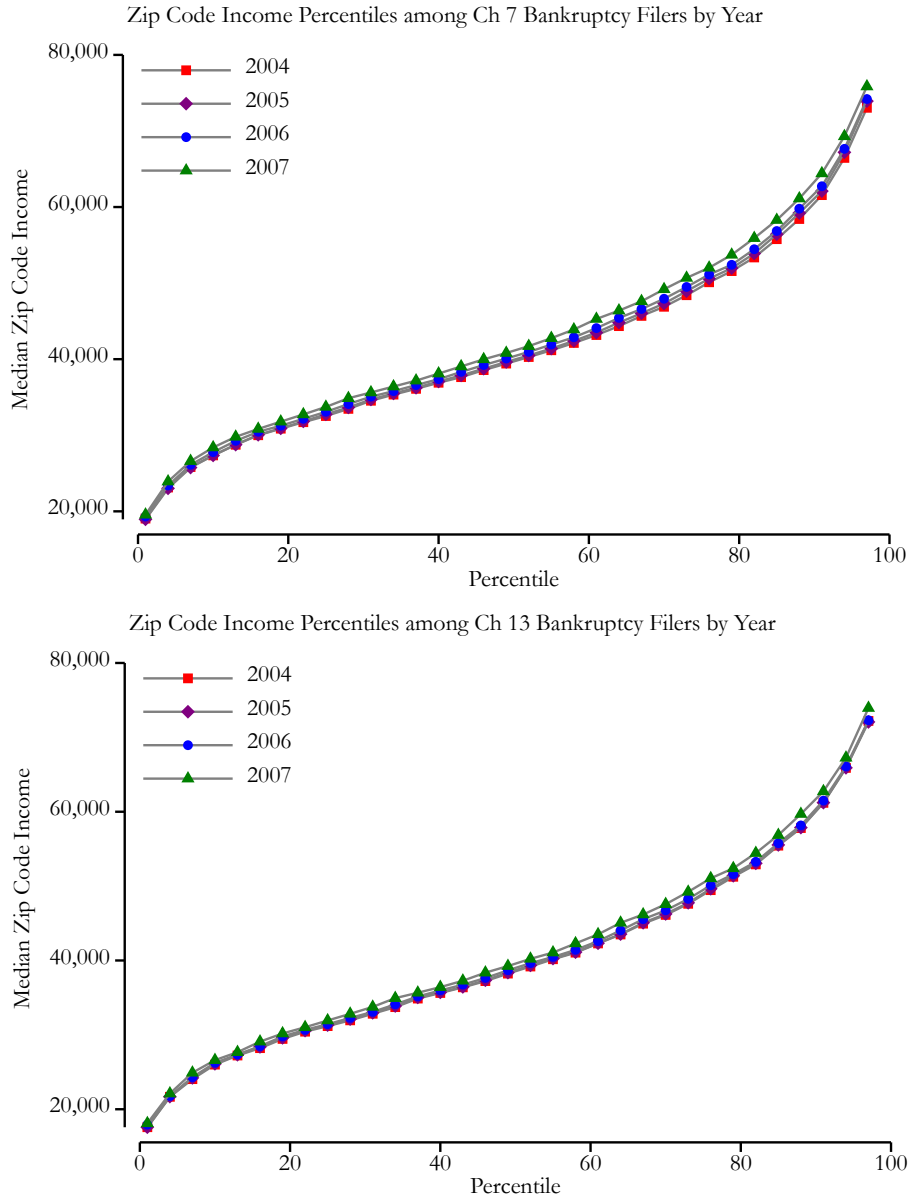 Zip Code Income Percentiles among Ch 7 Bankruptcy Filers by Year
80,000
60,000
40,000
20,000
Median Zip Code Income
2004
2005
2006
2007
0 20 40 60 80 100
Percentile
Zip Code Income Percentiles among Ch 13 Bankruptcy Filers by Year
80,000
60,000
40,000
20,000
Median Zip Code Income
2004
2005
2006
2007
0 20 40 60 80 100
Percentile